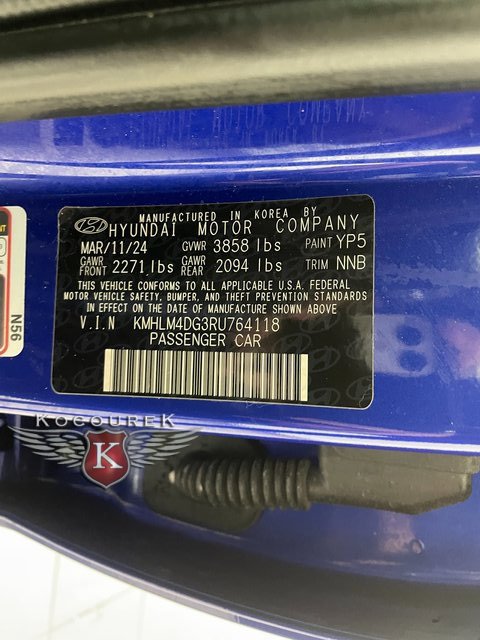 MANUFACTURED IN KOREA BY
HYUNDAI MOTOR COMPANY
MAR/11/24 GVWR 3858 lbs PAINT YP5
GAWR FRONT 2271 lbs GAWR REAR 2094 lbs TRIM NNB
THIS VEHICLE CONFORMS TO ALL APPLICABLE U.S.A. FEDERAL
MOTOR VEHICLE SAFETY, BUMPER, AND THEFT PREVENTION STANDARDS
IN EFFECT ON THE DATE OF MANUFACTURE SHOWN ABOVE.
V.I.N KMHLM4DG3RU764118
PASSENGER CAR
N56
KOCOUREK
K